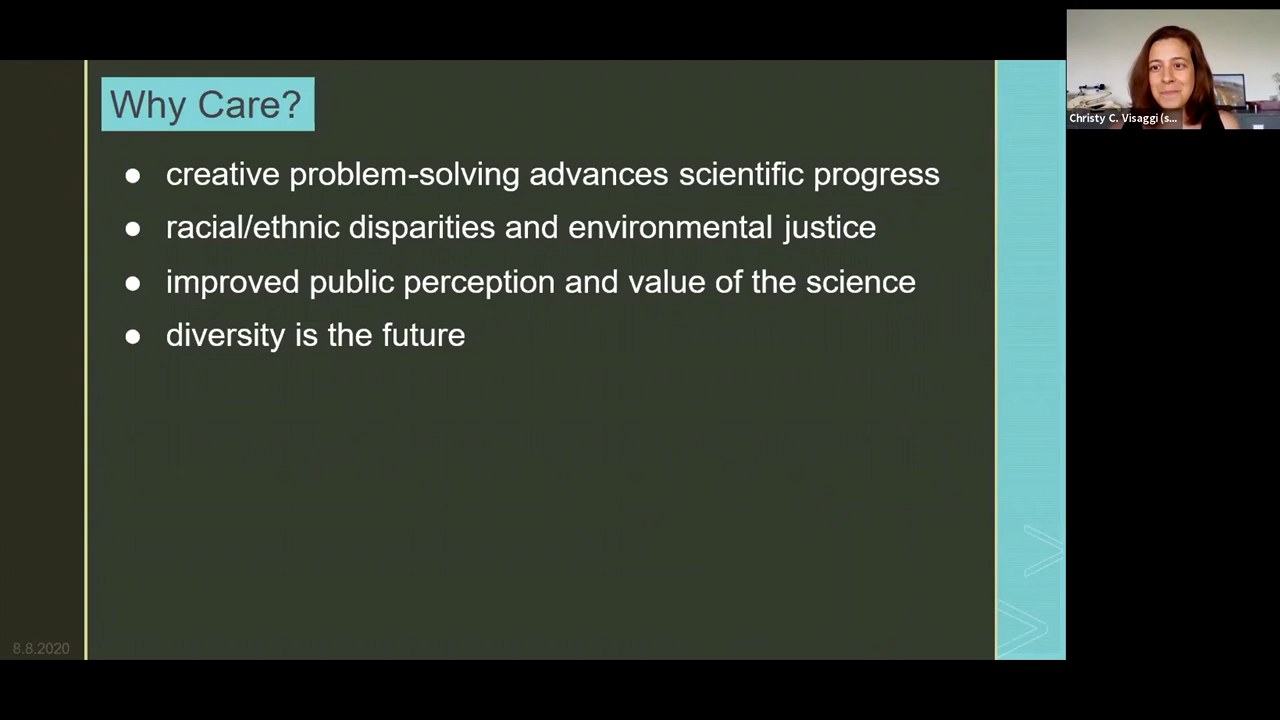 Why Care?
● creative problem-solving advances scientific progress
● racial/ethnic disparities and environmental justice
● improved public perception and value of the science
● diversity is the future
8.8.2020
Christy C. Visaggi (s...